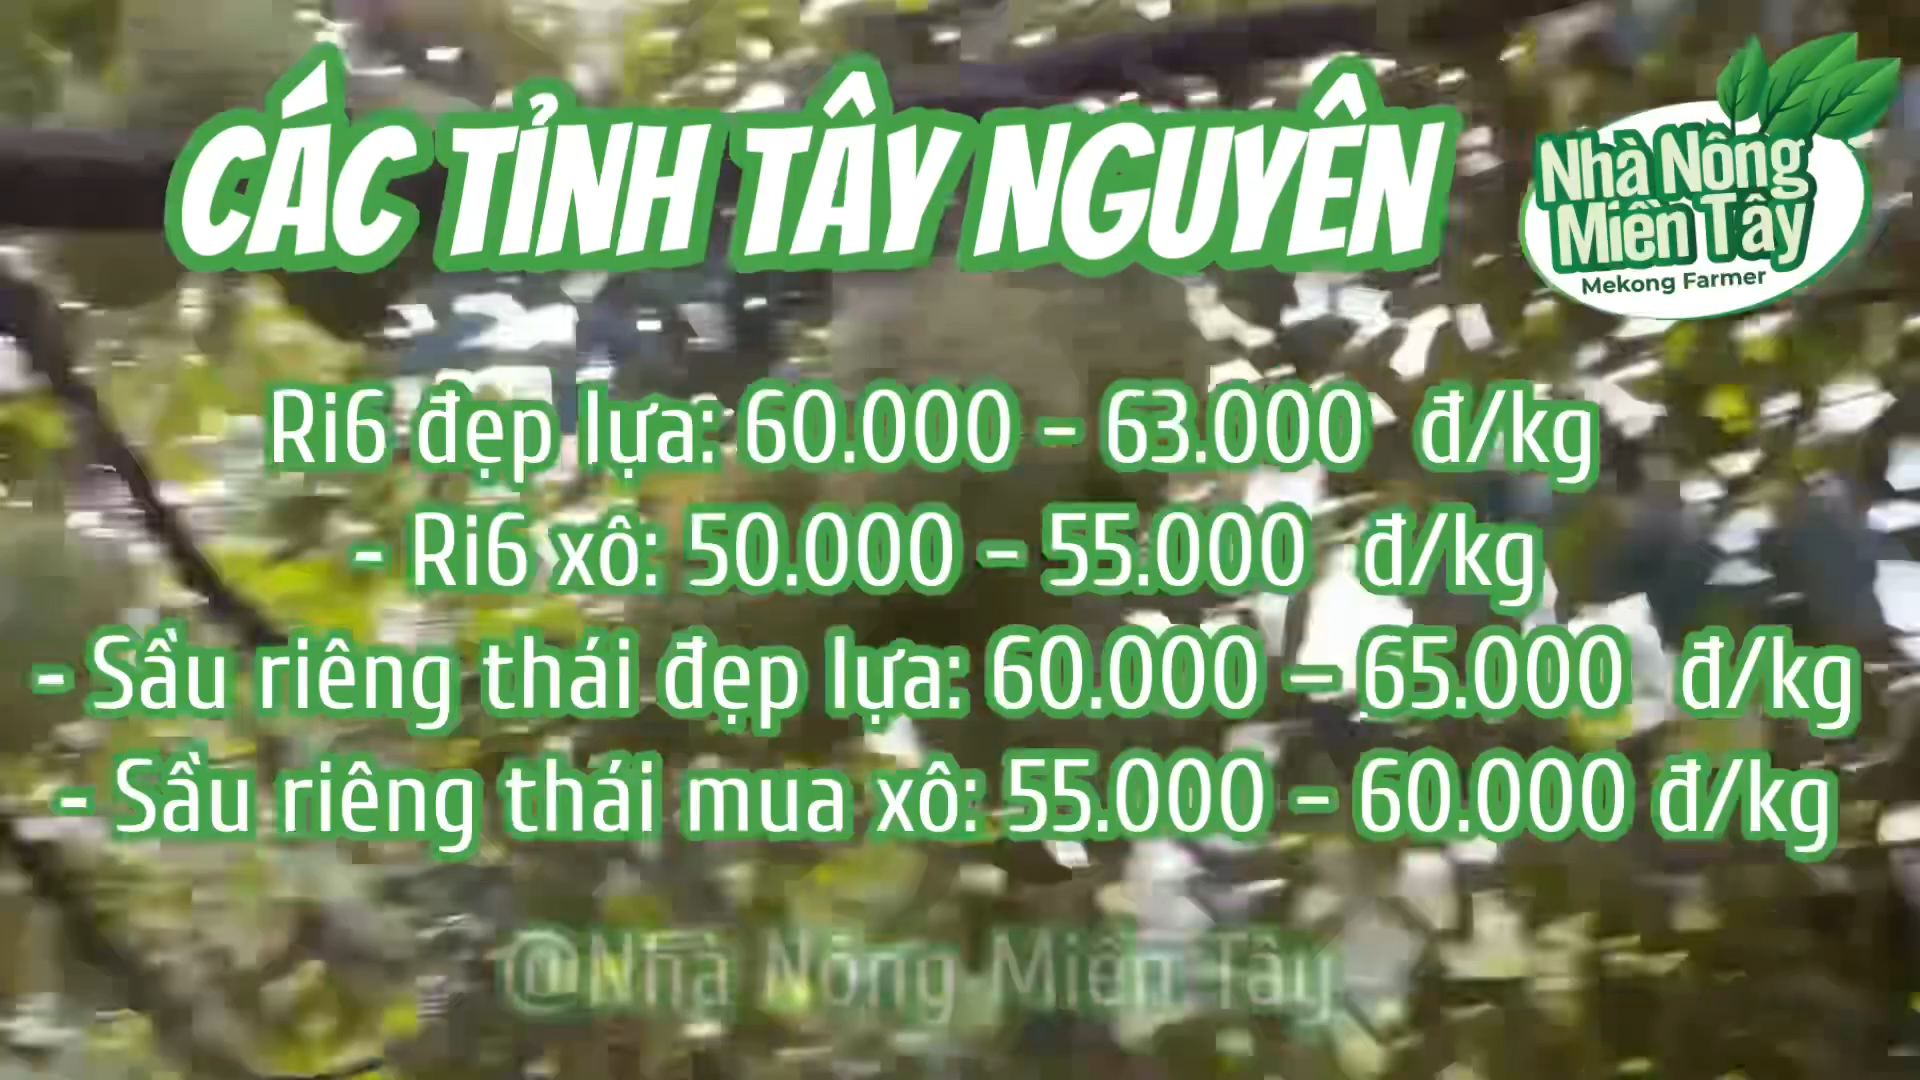 CÁC TỈNH TÂY NGUYÊN
Nhà Nông
Miền Tây
Mekong Farmer
Ri6 đẹp lựa: 60.000 - 63.000 đ/kg
- Ri6 xô: 50.000 - 55.000 đ/kg
- Sầu riêng thái đẹp lựa: 60.000 - 65.000 đ/kg
- Sầu riêng thái mua xô: 55.000 - 60.000 đ/kg
@Nhà Nông Miền Tây